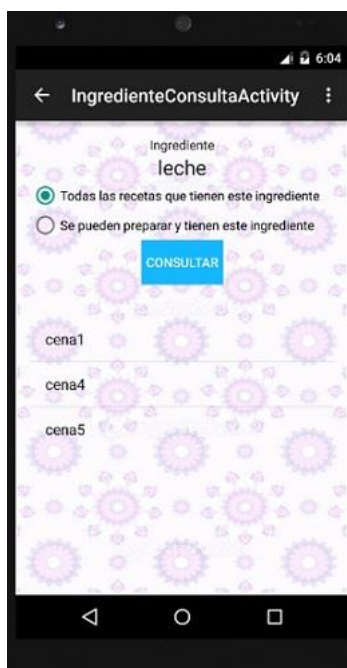 6:04
IngredienteConsultaActivity
Ingrediente
leche
Todas las recetas que tienen este ingrediente
Se pueden preparar y tienen este ingrediente
CONSULTAR
cena1
cena4
cena5